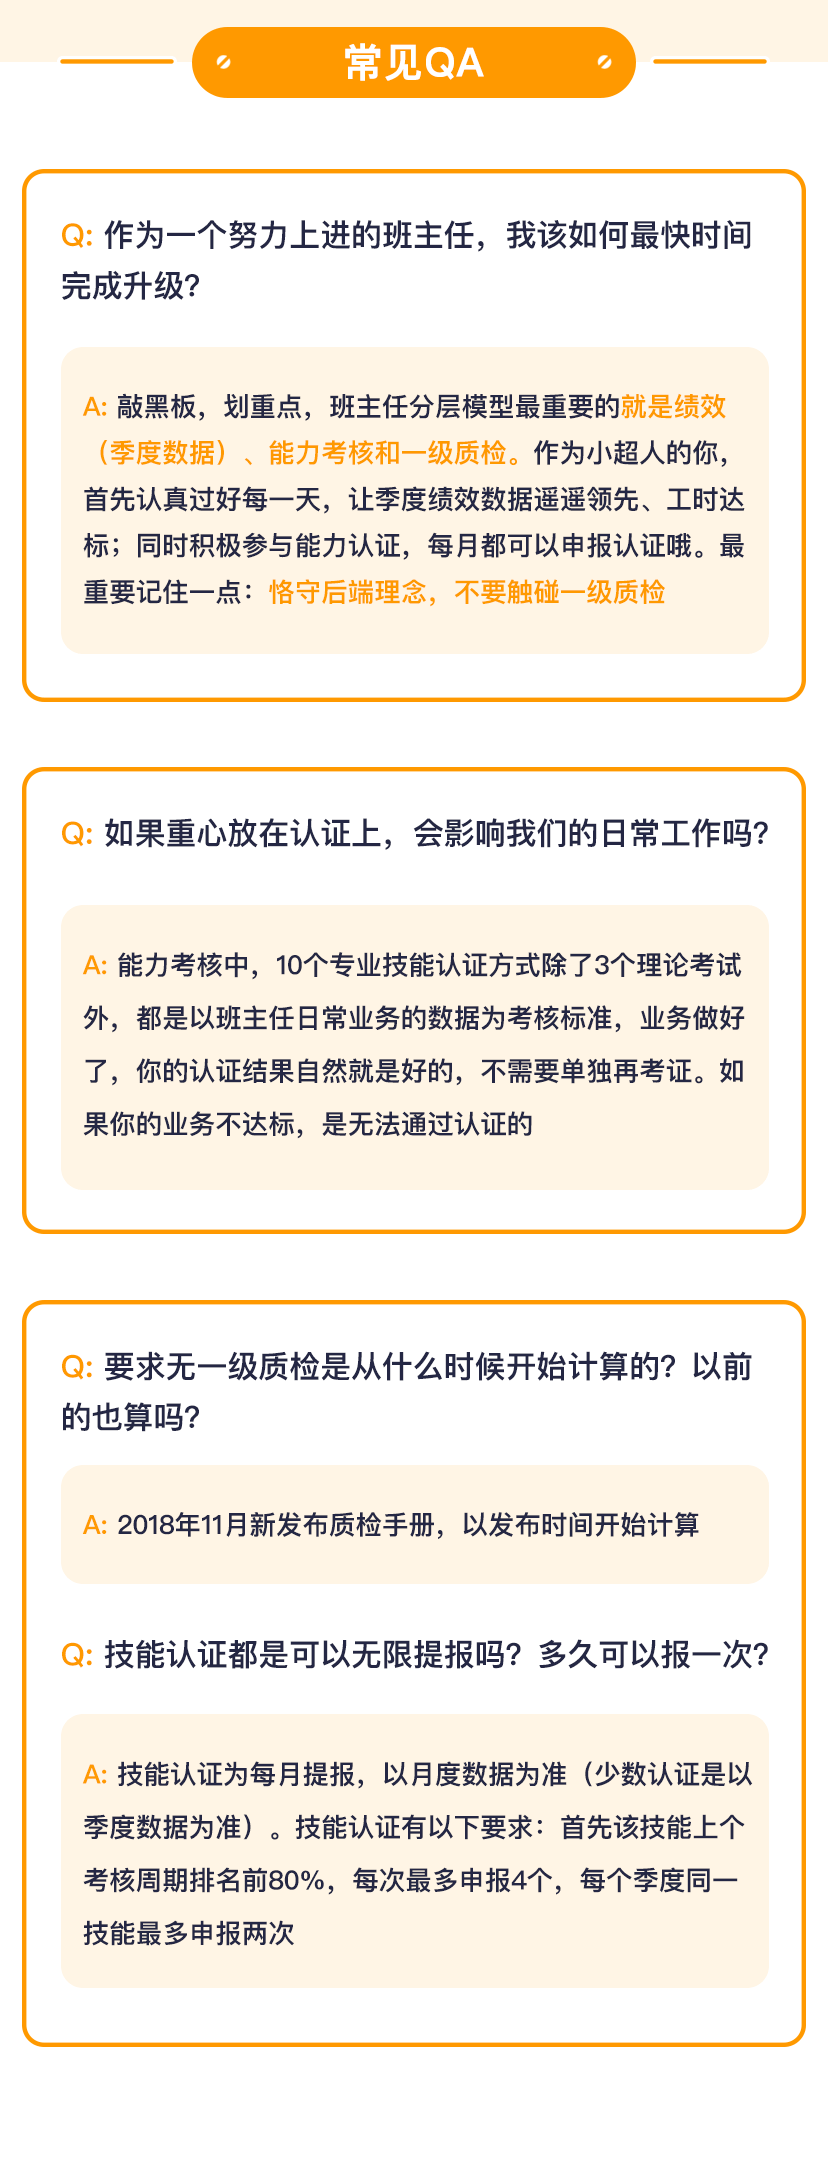 常见QA
Q: 作为一个努力上进的班主任，我该如何最快时间
完成升级?
A: 敲黑板，划重点，班主任分层模型最重要的就是绩效
（季度数据）、能力考核和一级质检。作为小超人的你，
首先认真过好每一天，让季度绩效数据遥遥领先、工时达
标；同时积极参与能力认证，每月都可以申报认证哦。最
重要记住一点：恪守后端理念，不要触碰一级质检
Q: 如果重心放在认证上，会影响我们的日常工作吗?
A: 能力考核中，10个专业技能认证方式除了3个理论考试
外，都是以班主任日常业务的数据为考核标准，业务做好
了，你的认证结果自然就是好的，不需要单独再考证。如
果你的业务不达标，是无法通过认证的
Q: 要求无一级质检是从什么时候开始计算的? 以前
的也算吗?
A: 2018年11月新发布质检手册，以发布时间开始计算
Q: 技能认证都是可以无限提报吗? 多久可以报一次?
A: 技能认证为每月提报，以月度数据为准（少数认证是以
季度数据为准）。技能认证有以下要求：首先该技能上个
考核周期排名前80%，每次最多申报4个，每个季度同一
技能最多申报两次